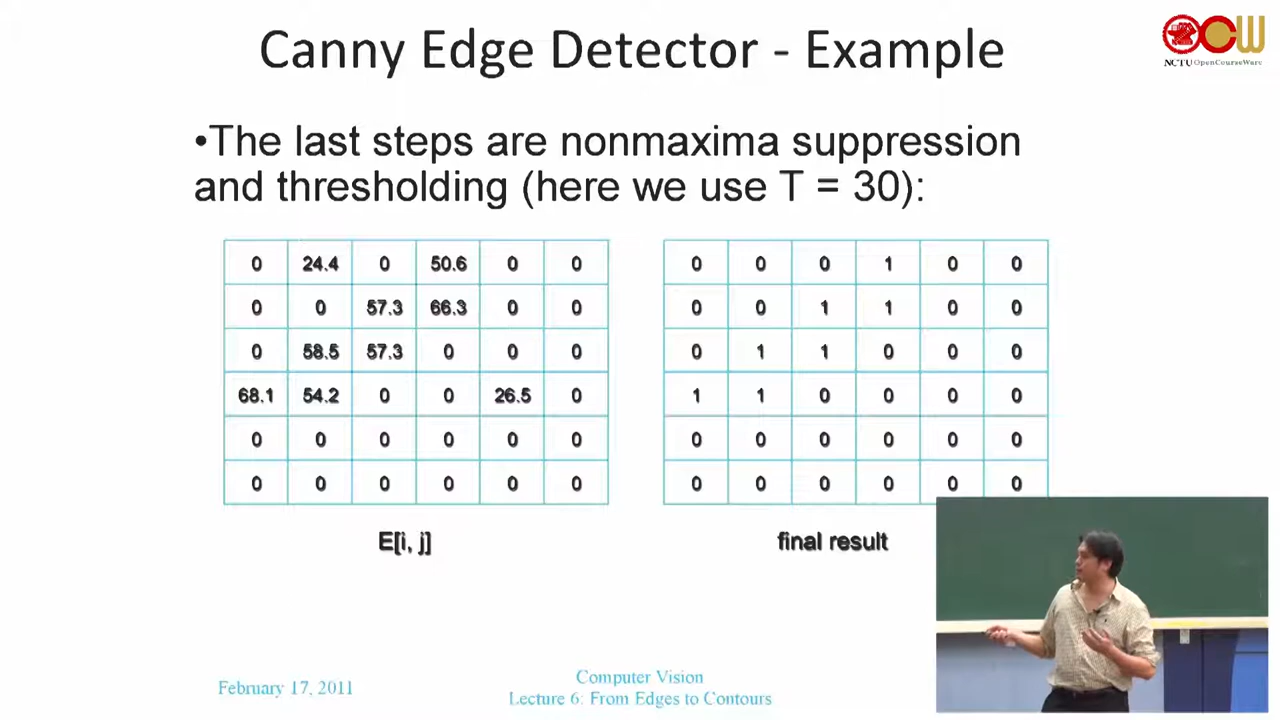 Canny Edge Detector - Example
NCTU OpenCourseWare
•The last steps are nonmaxima suppression
and thresholding (here we use T = 30):
0 24.4 0 50.6 0 0
0 0 57.3 66.3 0 0
0 58.5 57.3 0 0 0
68.1 54.2 0 0 26.5 0
0 0 0 0 0 0
0 0 0 0 0 0
E[i, j]
0 0 0 1 0 0
0 0 1 1 0 0
0 1 1 0 0 0
1 1 0 0 0 0
0 0 0 0 0 0
0 0 0 0 0 0
final result
February 17, 2011
Computer Vision
Lecture 6: From Edges to Contours